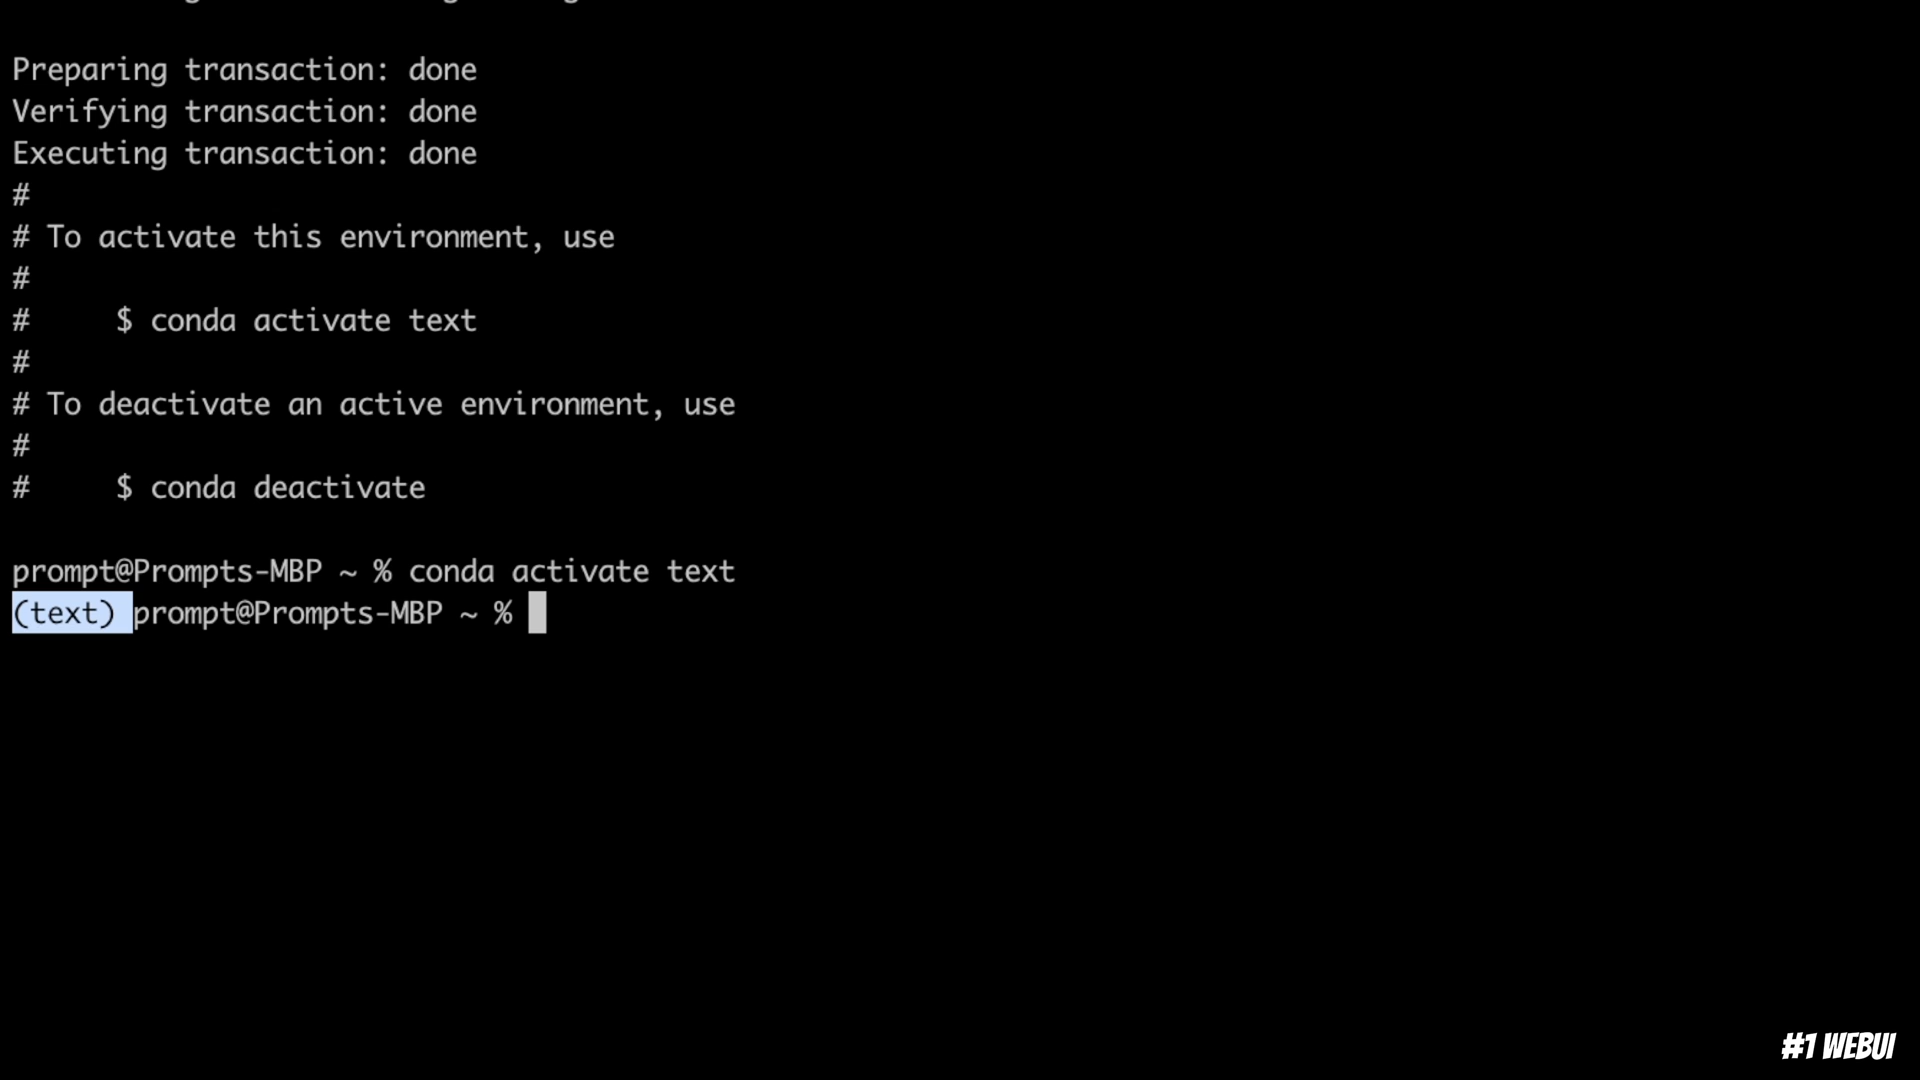 Preparing transaction: done
Verifying transaction: done
Executing transaction: done
#
# To activate this environment, use
#
#     $ conda activate text
#
# To deactivate an active environment, use
#
#     $ conda deactivate
prompt@Prompts-MBP ~ % conda activate text
(text) prompt@Prompts-MBP ~ %
#1 WEBUI